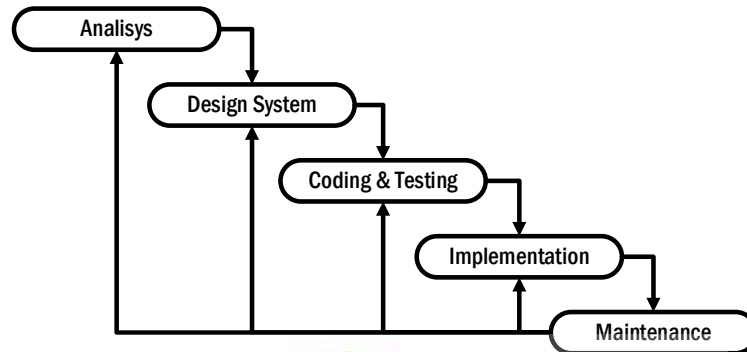 Analisys
Design System
Coding & Testing
Implementation
Maintenance